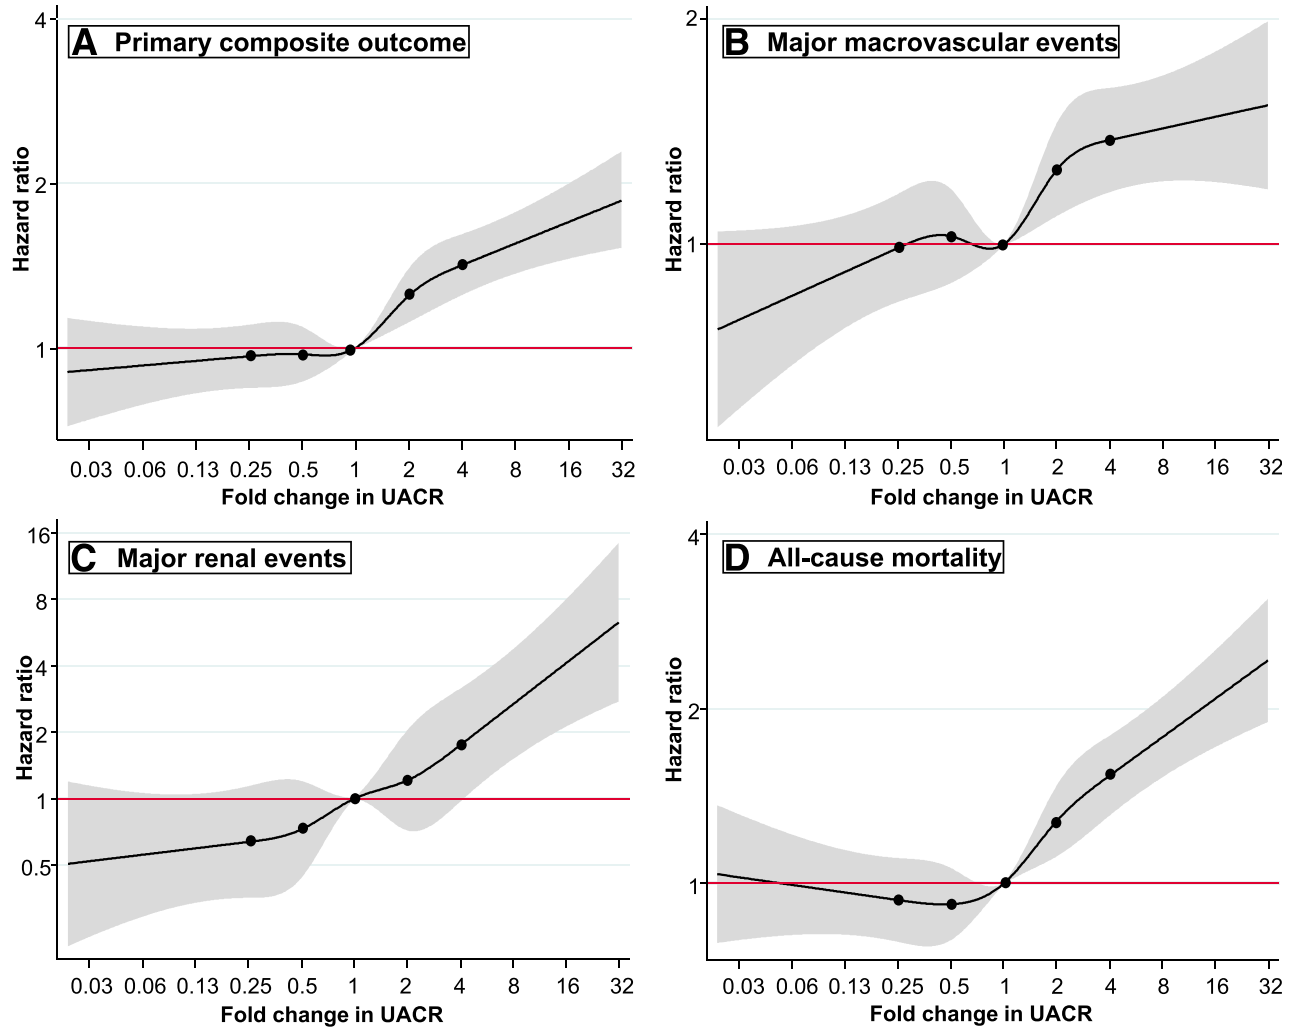 A Primary composite outcome
4
2
1
Hazard ratio
0.03 0.06 0.13 0.25 0.5 1 2 4 8 16 32
Fold change in UACR
B Major macrovascular events
2
1
Hazard ratio
0.03 0.06 0.13 0.25 0.5 1 2 4 8 16 32
Fold change in UACR
C Major renal events
16
8
4
2
1
0.5
Hazard ratio
0.03 0.06 0.13 0.25 0.5 1 2 4 8 16 32
Fold change in UACR
D All-cause mortality
4
2
1
Hazard ratio
0.03 0.06 0.13 0.25 0.5 1 2 4 8 16 32
Fold change in UACR